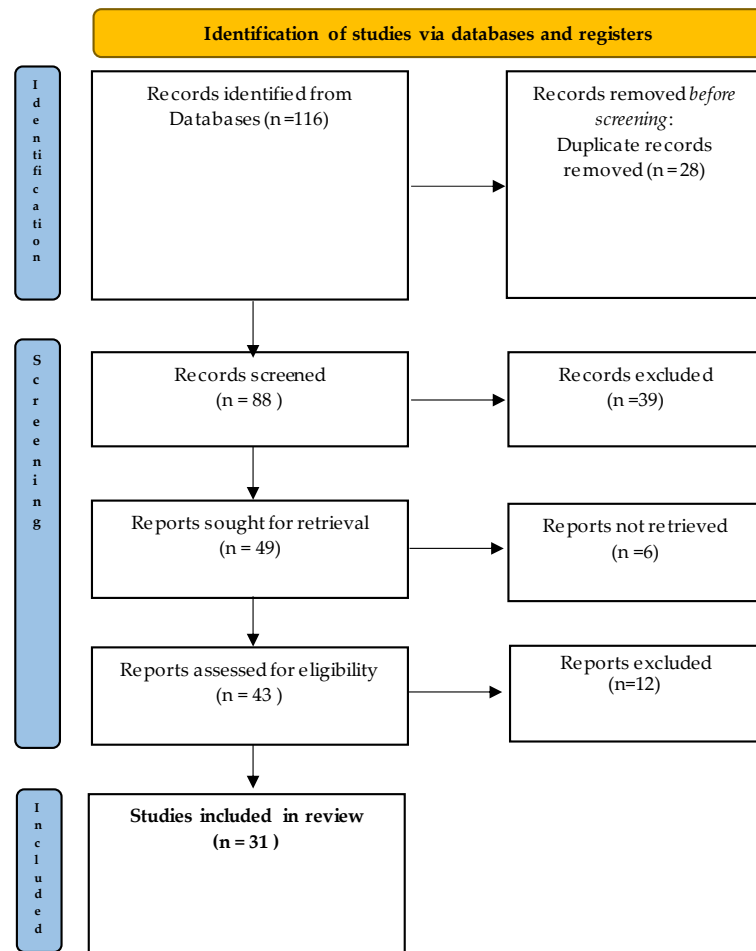 Identification of studies via databases and registers
Identification
Records identified from
Databases (n =116)
Records removed before
screening:
Duplicate records
removed (n = 28)
Screening
Records screened
(n = 88 )
Records excluded
(n =39)
Reports sought for retrieval
(n = 49)
Reports not retrieved
(n =6)
Reports assessed for eligibility
(n = 43 )
Reports excluded
(n=12)
Included
Studies included in review
(n = 31 )